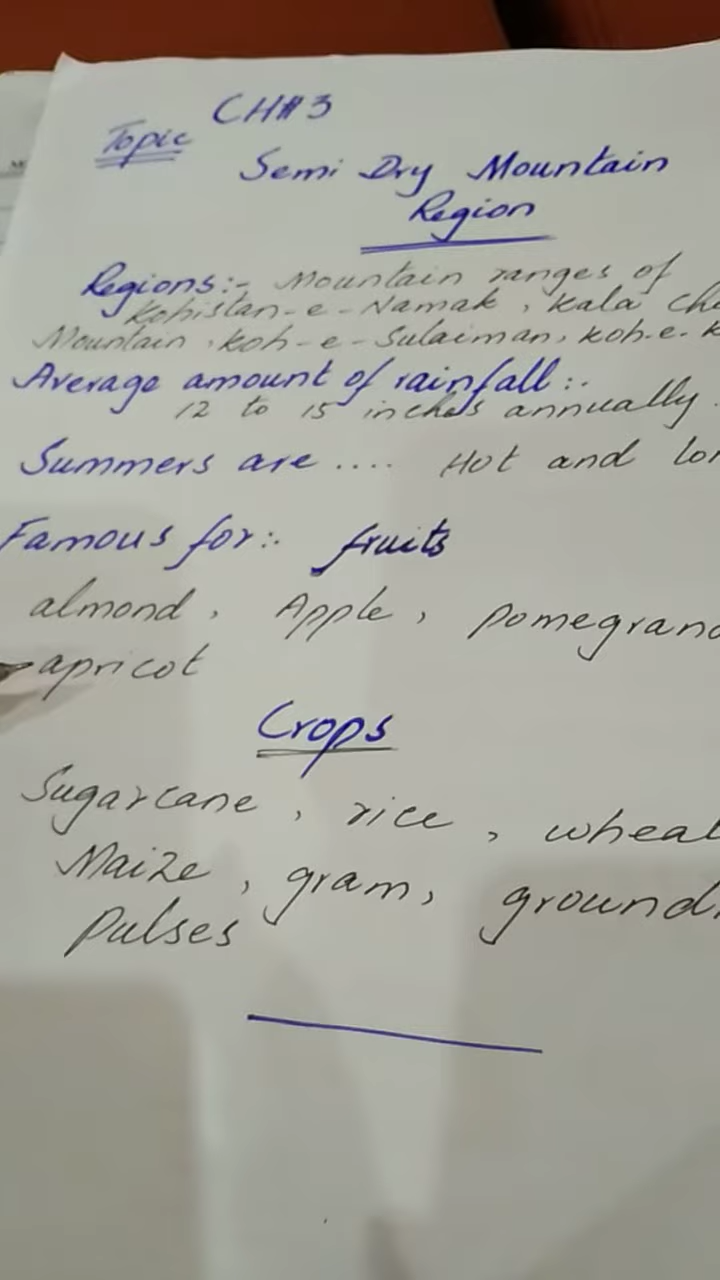 CH#3
Topic
Semi Dry Mountain
Region
Regions:- Mountain ranges of
Kohistan-e-Namak, Kala
Mountain, koh-e-Sulaiman, koh-e-
Average amount of rainfall:-
12 to 15 inches annually.
Summers are .... Hot and
Famous for:- fruits
almond, Apple,
apricot
Crops
Sugarcane, rice,
Maize, gram,
Pulses